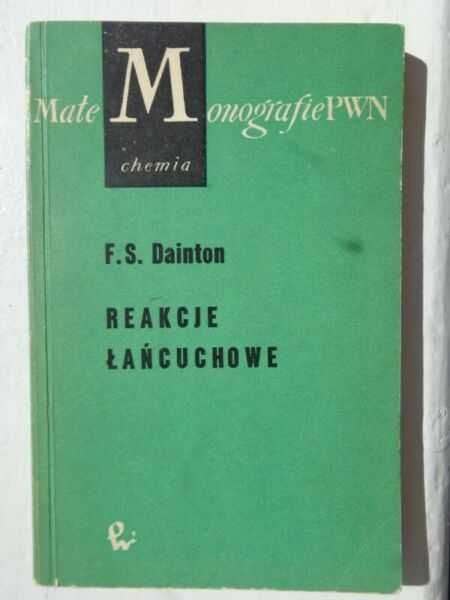 Małe Monografie PWN
chemia
F.S. Dainton
REAKCJE
ŁAŃCUCHOWE